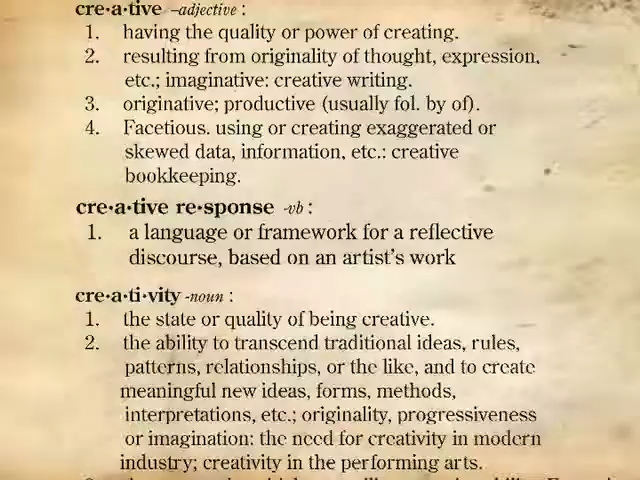 cre•a•tive –adjective :
1. having the quality or power of creating.
2. resulting from originality of thought, expression,
etc.; imaginative: creative writing.
3. originative; productive (usually fol. by of).
4. Facetious. using or creating exaggerated or
skewed data, information, etc.: creative
bookkeeping.
cre•a•tive re•sponse -vb :
1. a language or framework for a reflective
discourse, based on an artist's work
cre•a•ti•vity -noun :
1. the state or quality of being creative.
2. the ability to transcend traditional ideas, rules,
patterns, relationships, or the like, and to create
meaningful new ideas, forms, methods,
interpretations, etc.; originality, progressiveness
or imagination: the need for creativity in modern
industry; creativity in the performing arts.